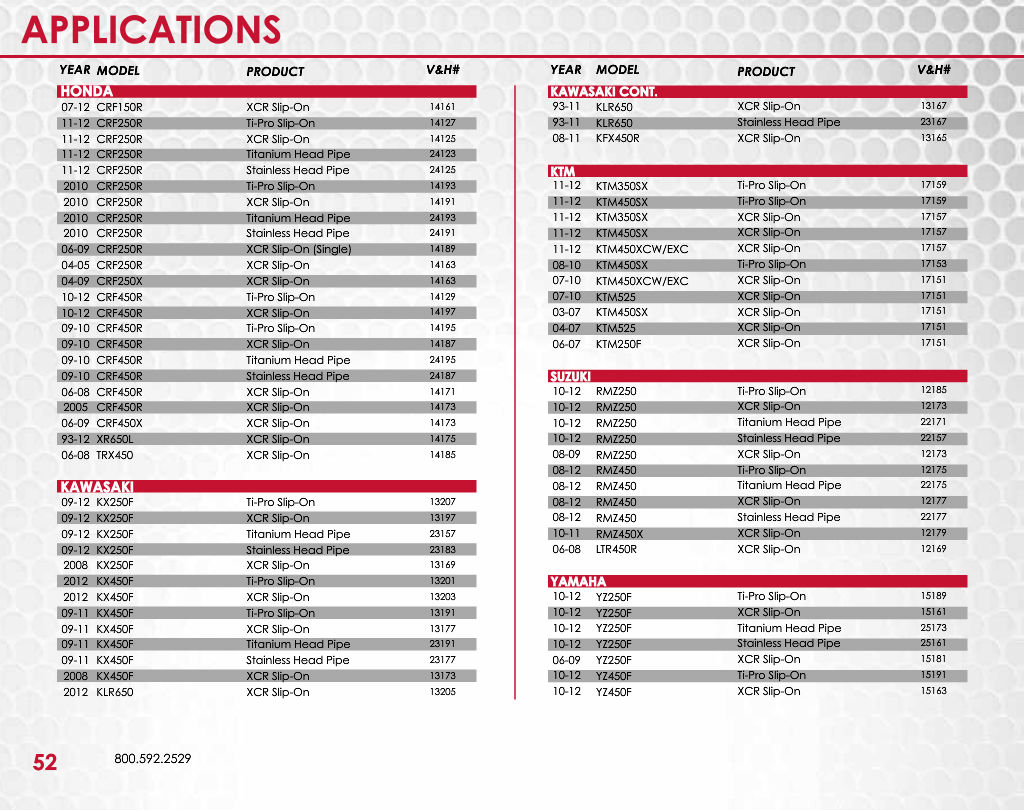 APPLICATIONS
YEAR MODEL PRODUCT V&H#
HONDA
07-12 CRF150R XCR Slip-On 14161
11-12 CRF250R Ti-Pro Slip-On 14127
11-12 CRF250R XCR Slip-On 14125
11-12 CRF250R Titanium Head Pipe 24123
11-12 CRF250R Stainless Head Pipe 24125
2010 CRF250R Ti-Pro Slip-On 14193
2010 CRF250R XCR Slip-On 14191
2010 CRF250R Titanium Head Pipe 24193
2010 CRF250R Stainless Head Pipe 24191
06-09 CRF250R XCR Slip-On (Single) 14189
04-05 CRF250R XCR Slip-On 14163
04-09 CRF250X XCR Slip-On 14163
10-12 CRF450R Ti-Pro Slip-On 14129
10-12 CRF450R XCR Slip-On 14197
09-10 CRF450R Ti-Pro Slip-On 14195
09-10 CRF450R XCR Slip-On 14187
09-10 CRF450R Titanium Head Pipe 24195
09-10 CRF450R Stainless Head Pipe 24187
06-08 CRF450R XCR Slip-On 14171
2005 CRF450R XCR Slip-On 14173
06-09 CRF450X XCR Slip-On 14173
93-12 XR650L XCR Slip-On 14175
06-08 TRX450 XCR Slip-On 14185
KAWASAKI
09-12 KX250F Ti-Pro Slip-On 13207
09-12 KX250F XCR Slip-On 13197
09-12 KX250F Titanium Head Pipe 23157
09-12 KX250F Stainless Head Pipe 23183
2008 KX250F XCR Slip-On 13169
2012 KX450F Ti-Pro Slip-On 13201
2012 KX450F XCR Slip-On 13203
09-11 KX450F Ti-Pro Slip-On 13191
09-11 KX450F XCR Slip-On 13177
09-11 KX450F Titanium Head Pipe 23191
09-11 KX450F Stainless Head Pipe 23177
2008 KX450F XCR Slip-On 13173
2012 KLR650 XCR Slip-On 13205
YEAR MODEL PRODUCT V&H#
KAWASAKI CONT.
93-11 KLR650 XCR Slip-On 13167
93-11 KLR650 Stainless Head Pipe 23167
08-11 KFX450R XCR Slip-On 13165
KTM
11-12 KTM350SX Ti-Pro Slip-On 17159
11-12 KTM450SX Ti-Pro Slip-On 17159
11-12 KTM350SX XCR Slip-On 17157
11-12 KTM450SX XCR Slip-On 17157
11-12 KTM450XCW/EXC XCR Slip-On 17157
08-10 KTM450SX Ti-Pro Slip-On 17153
07-10 KTM450XCW/EXC XCR Slip-On 17151
07-10 KTM525 XCR Slip-On 17151
03-07 KTM450SX XCR Slip-On 17151
04-07 KTM525 XCR Slip-On 17151
06-07 KTM250F XCR Slip-On 17151
SUZUKI
10-12 RMZ250 Ti-Pro Slip-On 12185
10-12 RMZ250 XCR Slip-On 12173
10-12 RMZ250 Titanium Head Pipe 22171
10-12 RMZ250 Stainless Head Pipe 22157
08-09 RMZ250 XCR Slip-On 12173
08-12 RMZ450 Ti-Pro Slip-On 12175
08-12 RMZ450 Titanium Head Pipe 22175
08-12 RMZ450 XCR Slip-On 12177
08-12 RMZ450 Stainless Head Pipe 22177
10-11 RMZ450X XCR Slip-On 12179
06-08 LTR450R XCR Slip-On 12169
YAMAHA
10-12 YZ250F Ti-Pro Slip-On 15189
10-12 YZ250F XCR Slip-On 15161
10-12 YZ250F Titanium Head Pipe 25173
10-12 YZ250F Stainless Head Pipe 25161
06-09 YZ250F XCR Slip-On 15181
10-12 YZ450F Ti-Pro Slip-On 15191
10-12 YZ450F XCR Slip-On 15163
52 800.592.2529